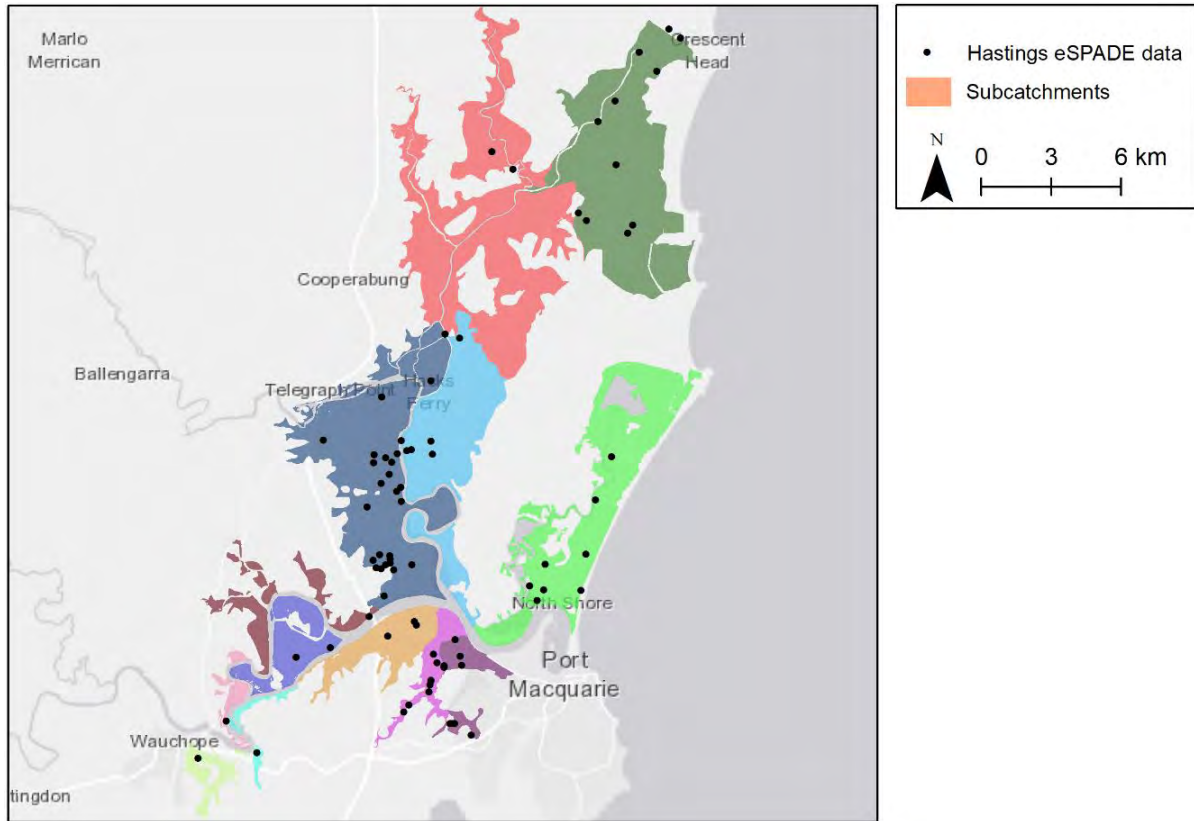 Marlo
Merrican
Crescent
Head
Cooperabung
Ballengarra
Telegraph Point
Hacks
Ferry
North Shore
Port
Macquarie
Wauchope
tingdon
Hastings eSPADE data
Subcatchments
N
0 3 6 km